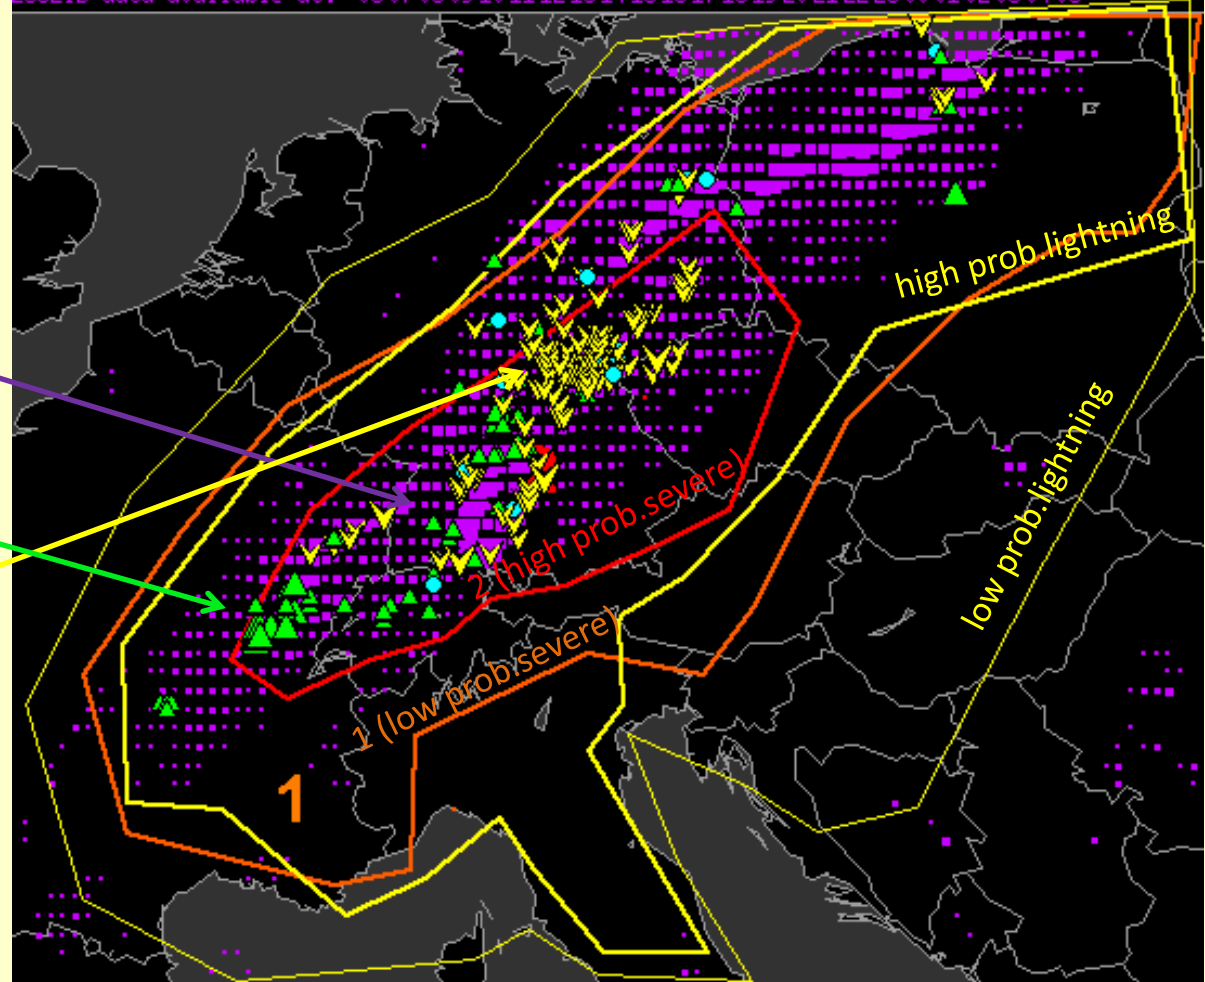 high prob.lightning
low prob.lightning
2 (high prob.severe)
1 (low prob.severe)
1